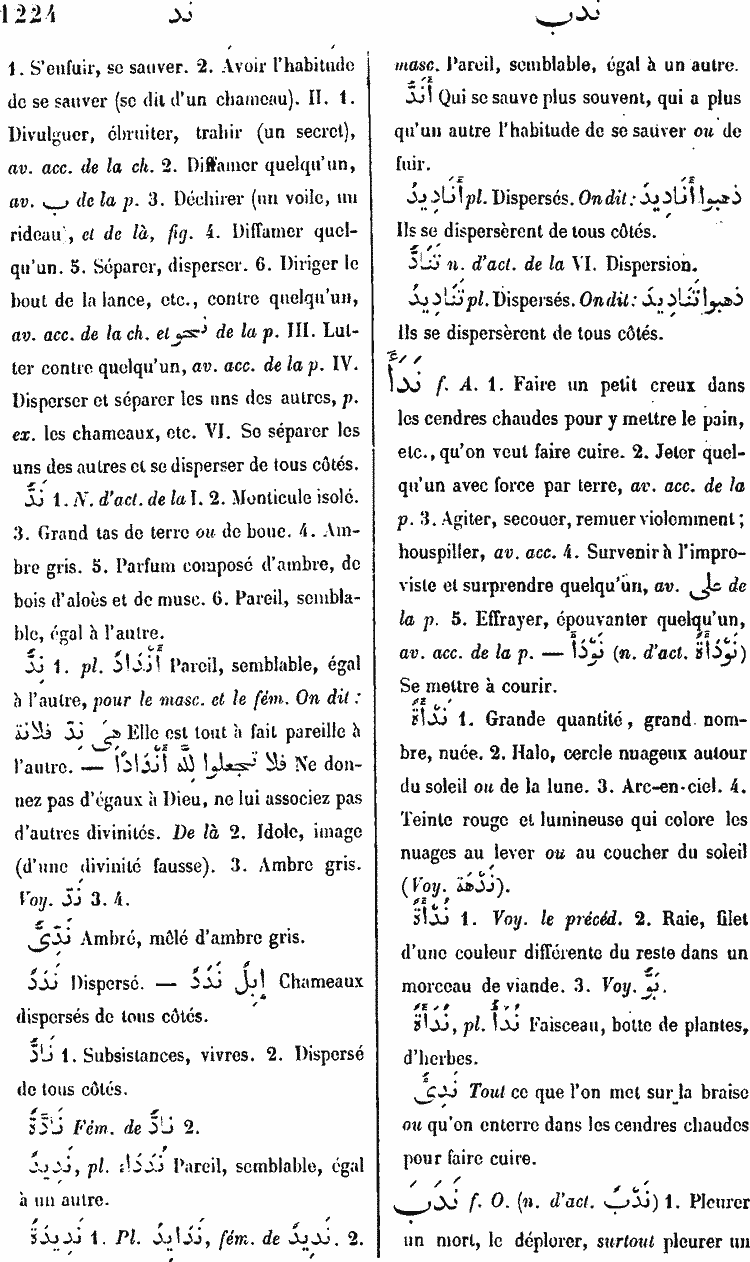 1224 نَد نَدب
1. S'enfuir, se sauver. 2. Avoir l'habitude
de se sauver (se dit d'un chameau). II. 1.
Divulguer, ébruiter, trahir (un secret),
av. acc. de la ch. 2. Diffamer quelqu'un,
av. ب de la p. 3. Déchirer (un voile, un
rideau), et de là, fig. 4. Diffamer quel-
qu'un. 5. Séparer, disperser. 6. Diriger le
bout de la lance, etc., contre quelqu'un,
av. acc. de la ch. et نحو de la p. III. Lut-
ter contre quelqu'un, av. acc. de la p. IV.
Disperser et séparer les uns des autres, p.
ex. les chameaux, etc. VI. Se séparer les
uns des autres et se disperser de tous côtés.
نَدٌّ 1. N. d'act. de la I. 2. Monticule isolé.
3. Grand tas de terre ou de boue. 4. Am-
bre gris. 5. Parfum composé d'ambre, de
bois d'aloès et de musc. 6. Pareil, sembla-
ble, égal à l'autre.
نِدٌّ 1. pl. أَنْدَادٌ Pareil, semblable, égal
à l'autre, pour le masc. et le fém. On dit :
هِىَ نِدّ فلانة Elle est tout à fait pareille à
l'autre. — فلا تجعلوا لله أَنْدَادًا Ne don-
nez pas d'égaux à Dieu, ne lui associez pas
d'autres divinités. De là 2. Idole, image
(d'une divinité fausse). 3. Ambre gris.
Voy. نَدّ 3. 4.
نَدِّىٌّ Ambré, mêlé d'ambre gris.
نَدَدٌ Dispersé. — إِبِلٌ نَدَدٌ Chameaux
dispersés de tous côtés.
نَادٌّ 1. Subsistances, vivres. 2. Dispersé
de tous côtés.
نَادَّةٌ Fém. de نَادٌّ 2.
نَدِيدٌ, pl. نُدَدَاء Pareil, semblable, égal
à un autre.
نَدِيدَةٌ 1. Pl. نَدَايِدُ, fém. de نَدِيدٌ. 2.
masc. Pareil, semblable, égal à un autre.
أَنَدُّ Qui se sauve plus souvent, qui a plus
qu'un autre l'habitude de se sauver ou de
fuir.
أَنَادِيدُ pl. Dispersés. On dit : ذهبوا أَنَادِيدُ
Ils se dispersèrent de tous côtés.
تَنَادٌّ n. d'act. de la VI. Dispersion.
تَنَادِيدُ pl. Dispersés. On dit : ذهبوا تَنَادِيدَ
Ils se dispersèrent de tous côtés.
نَدَأَ f. A. 1. Faire un petit creux dans
les cendres chaudes pour y mettre le pain,
etc., qu'on veut faire cuire. 2. Jeter quel-
qu'un avec force par terre, av. acc. de la
p. 3. Agiter, secouer, remuer violemment ;
houspiller, av. acc. 4. Survenir à l'impro-
viste et surprendre quelqu'un, av. على de
la p. 5. Effrayer, épouvanter quelqu'un,
av. acc. de la p. — نَوْدَأَ (n. d'act. نَوْدَأَةٌ)
Se mettre à courir.
نَدْأَةٌ 1. Grande quantité, grand nom-
bre, nuée. 2. Halo, cercle nuageux autour
du soleil ou de la lune. 3. Arc-en-ciel. 4.
Teinte rouge et lumineuse qui colore les
nuages au lever ou au coucher du soleil
(Voy. نَدْهَة).
نُدْأَةٌ 1. Voy. le précéd. 2. Raie, filet
d'une couleur différente du reste dans un
morceau de viande. 3. Voy. نَوٌّ.
نُدَأَةٌ, pl. نُدَأٌ Faisceau, botte de plantes,
d'herbes.
نَدِىٌّ Tout ce que l'on met sur la braise
ou qu'on enterre dans les cendres chaudes
pour faire cuire.
نَدَبَ f. O. (n. d'act. نَدْبٌ) 1. Pleurer
un mort, le déplorer, surtout pleurer un